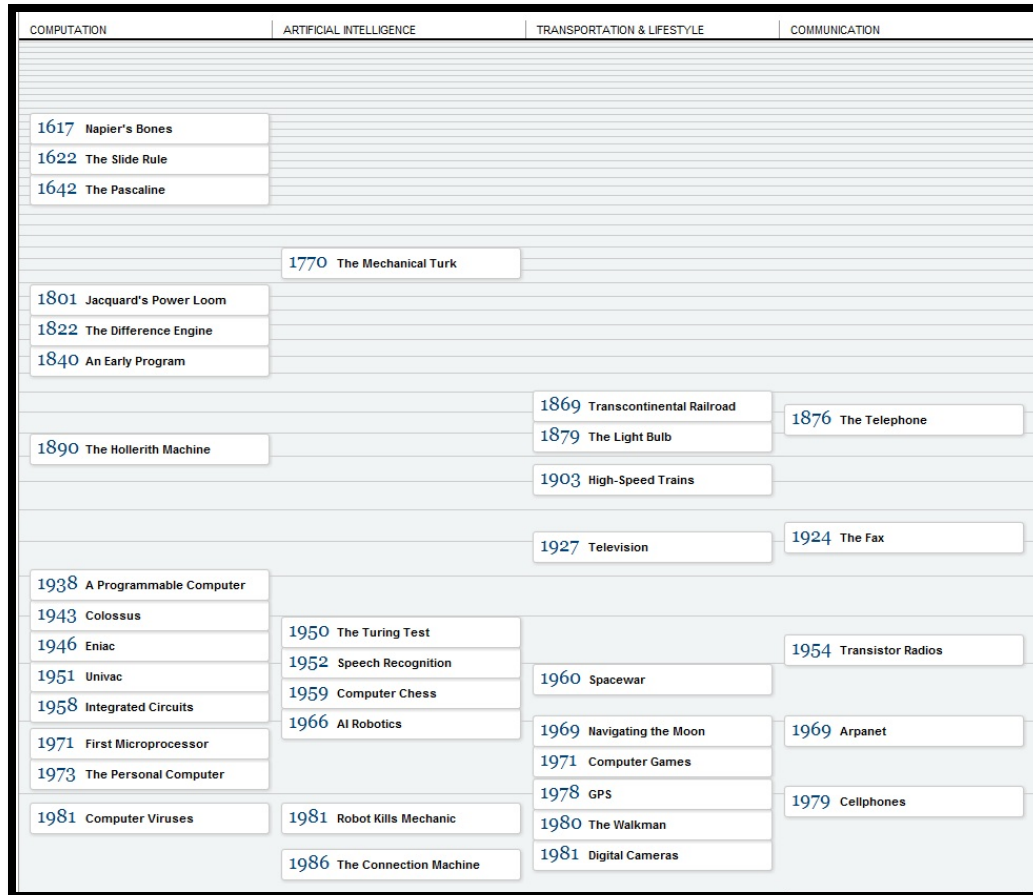 COMPUTATION
ARTIFICIAL INTELLIGENCE
TRANSPORTATION & LIFESTYLE
COMMUNICATION
1617 Napier's Bones
1622 The Slide Rule
1642 The Pascaline
1801 Jacquard's Power Loom
1822 The Difference Engine
1840 An Early Program
1890 The Hollerith Machine
1938 A Programmable Computer
1943 Colossus
1946 Eniac
1951 Univac
1958 Integrated Circuits
1971 First Microprocessor
1973 The Personal Computer
1981 Computer Viruses
1770 The Mechanical Turk
1950 The Turing Test
1952 Speech Recognition
1959 Computer Chess
1966 AI Robotics
1981 Robot Kills Mechanic
1986 The Connection Machine
1869 Transcontinental Railroad
1879 The Light Bulb
1903 High-Speed Trains
1927 Television
1960 Spacewar
1969 Navigating the Moon
1971 Computer Games
1978 GPS
1980 The Walkman
1981 Digital Cameras
1876 The Telephone
1924 The Fax
1954 Transistor Radios
1969 Arpanet
1979 Cellphones